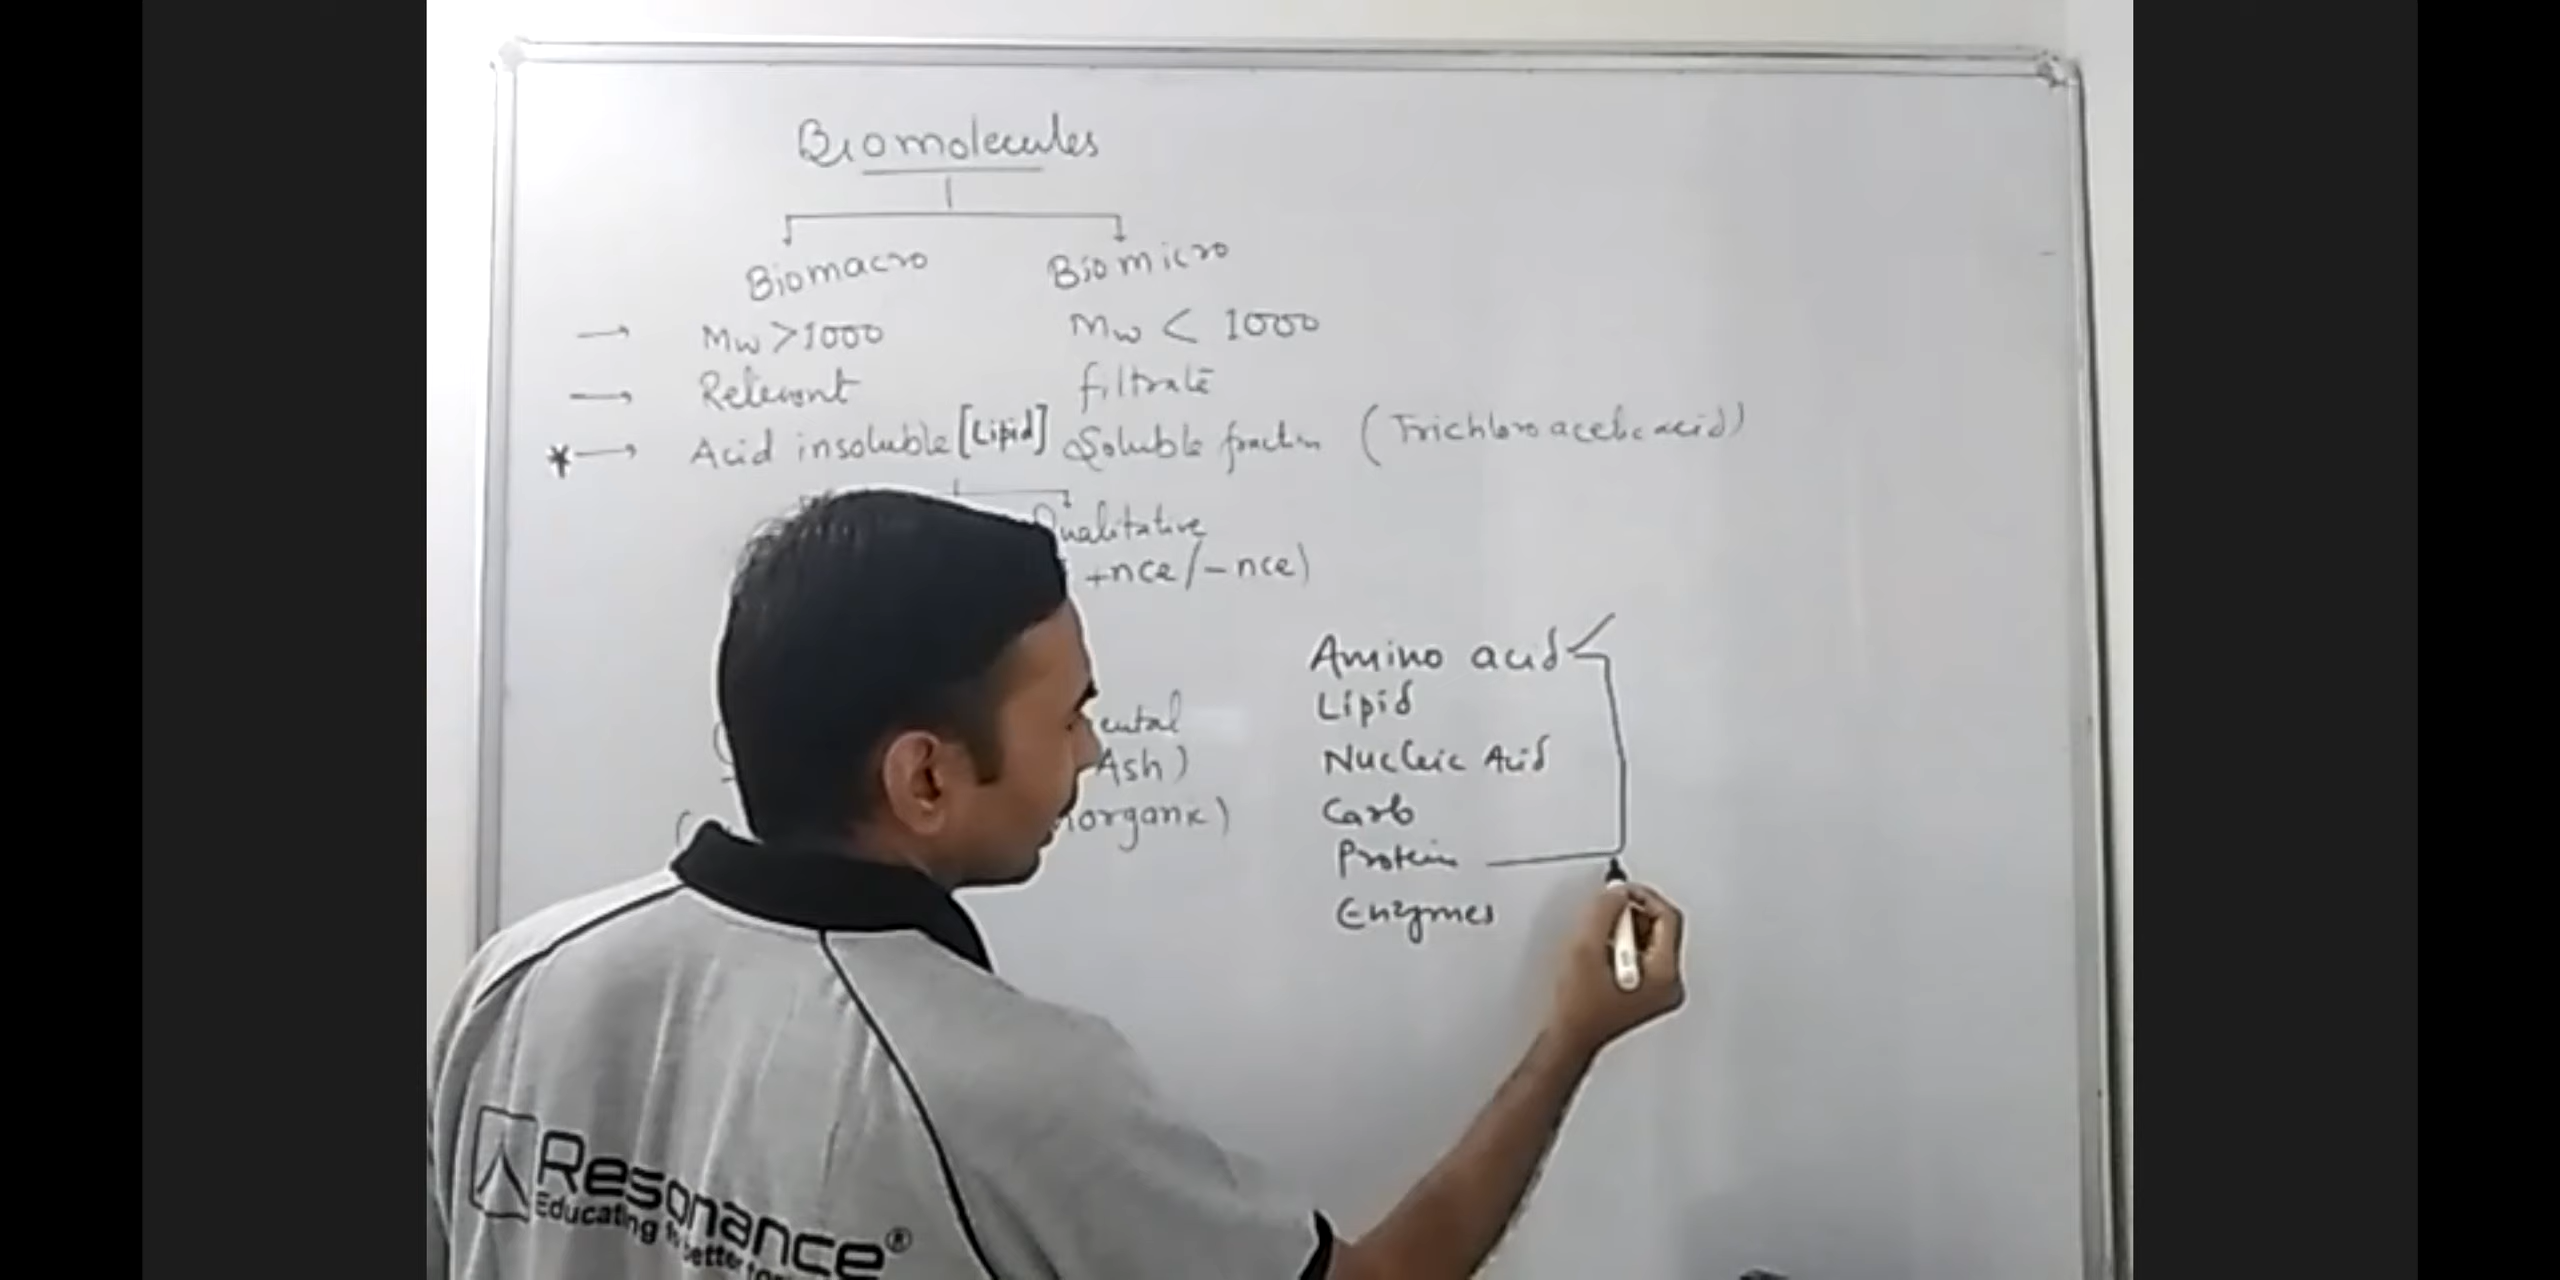 Biomolecules
Biomacro Biomicro
→ Mw >1000 Mw < 1000
→ filtrate
*→ Acid insoluble [Lipid] Soluble fraction (Trichloroacetic acid)
Qualitative
+nce/-nce)
Amino acid
Lipid
Ash) Nucleic Acid
Carb
Protein
Enzymes
Resonance®
Educating better